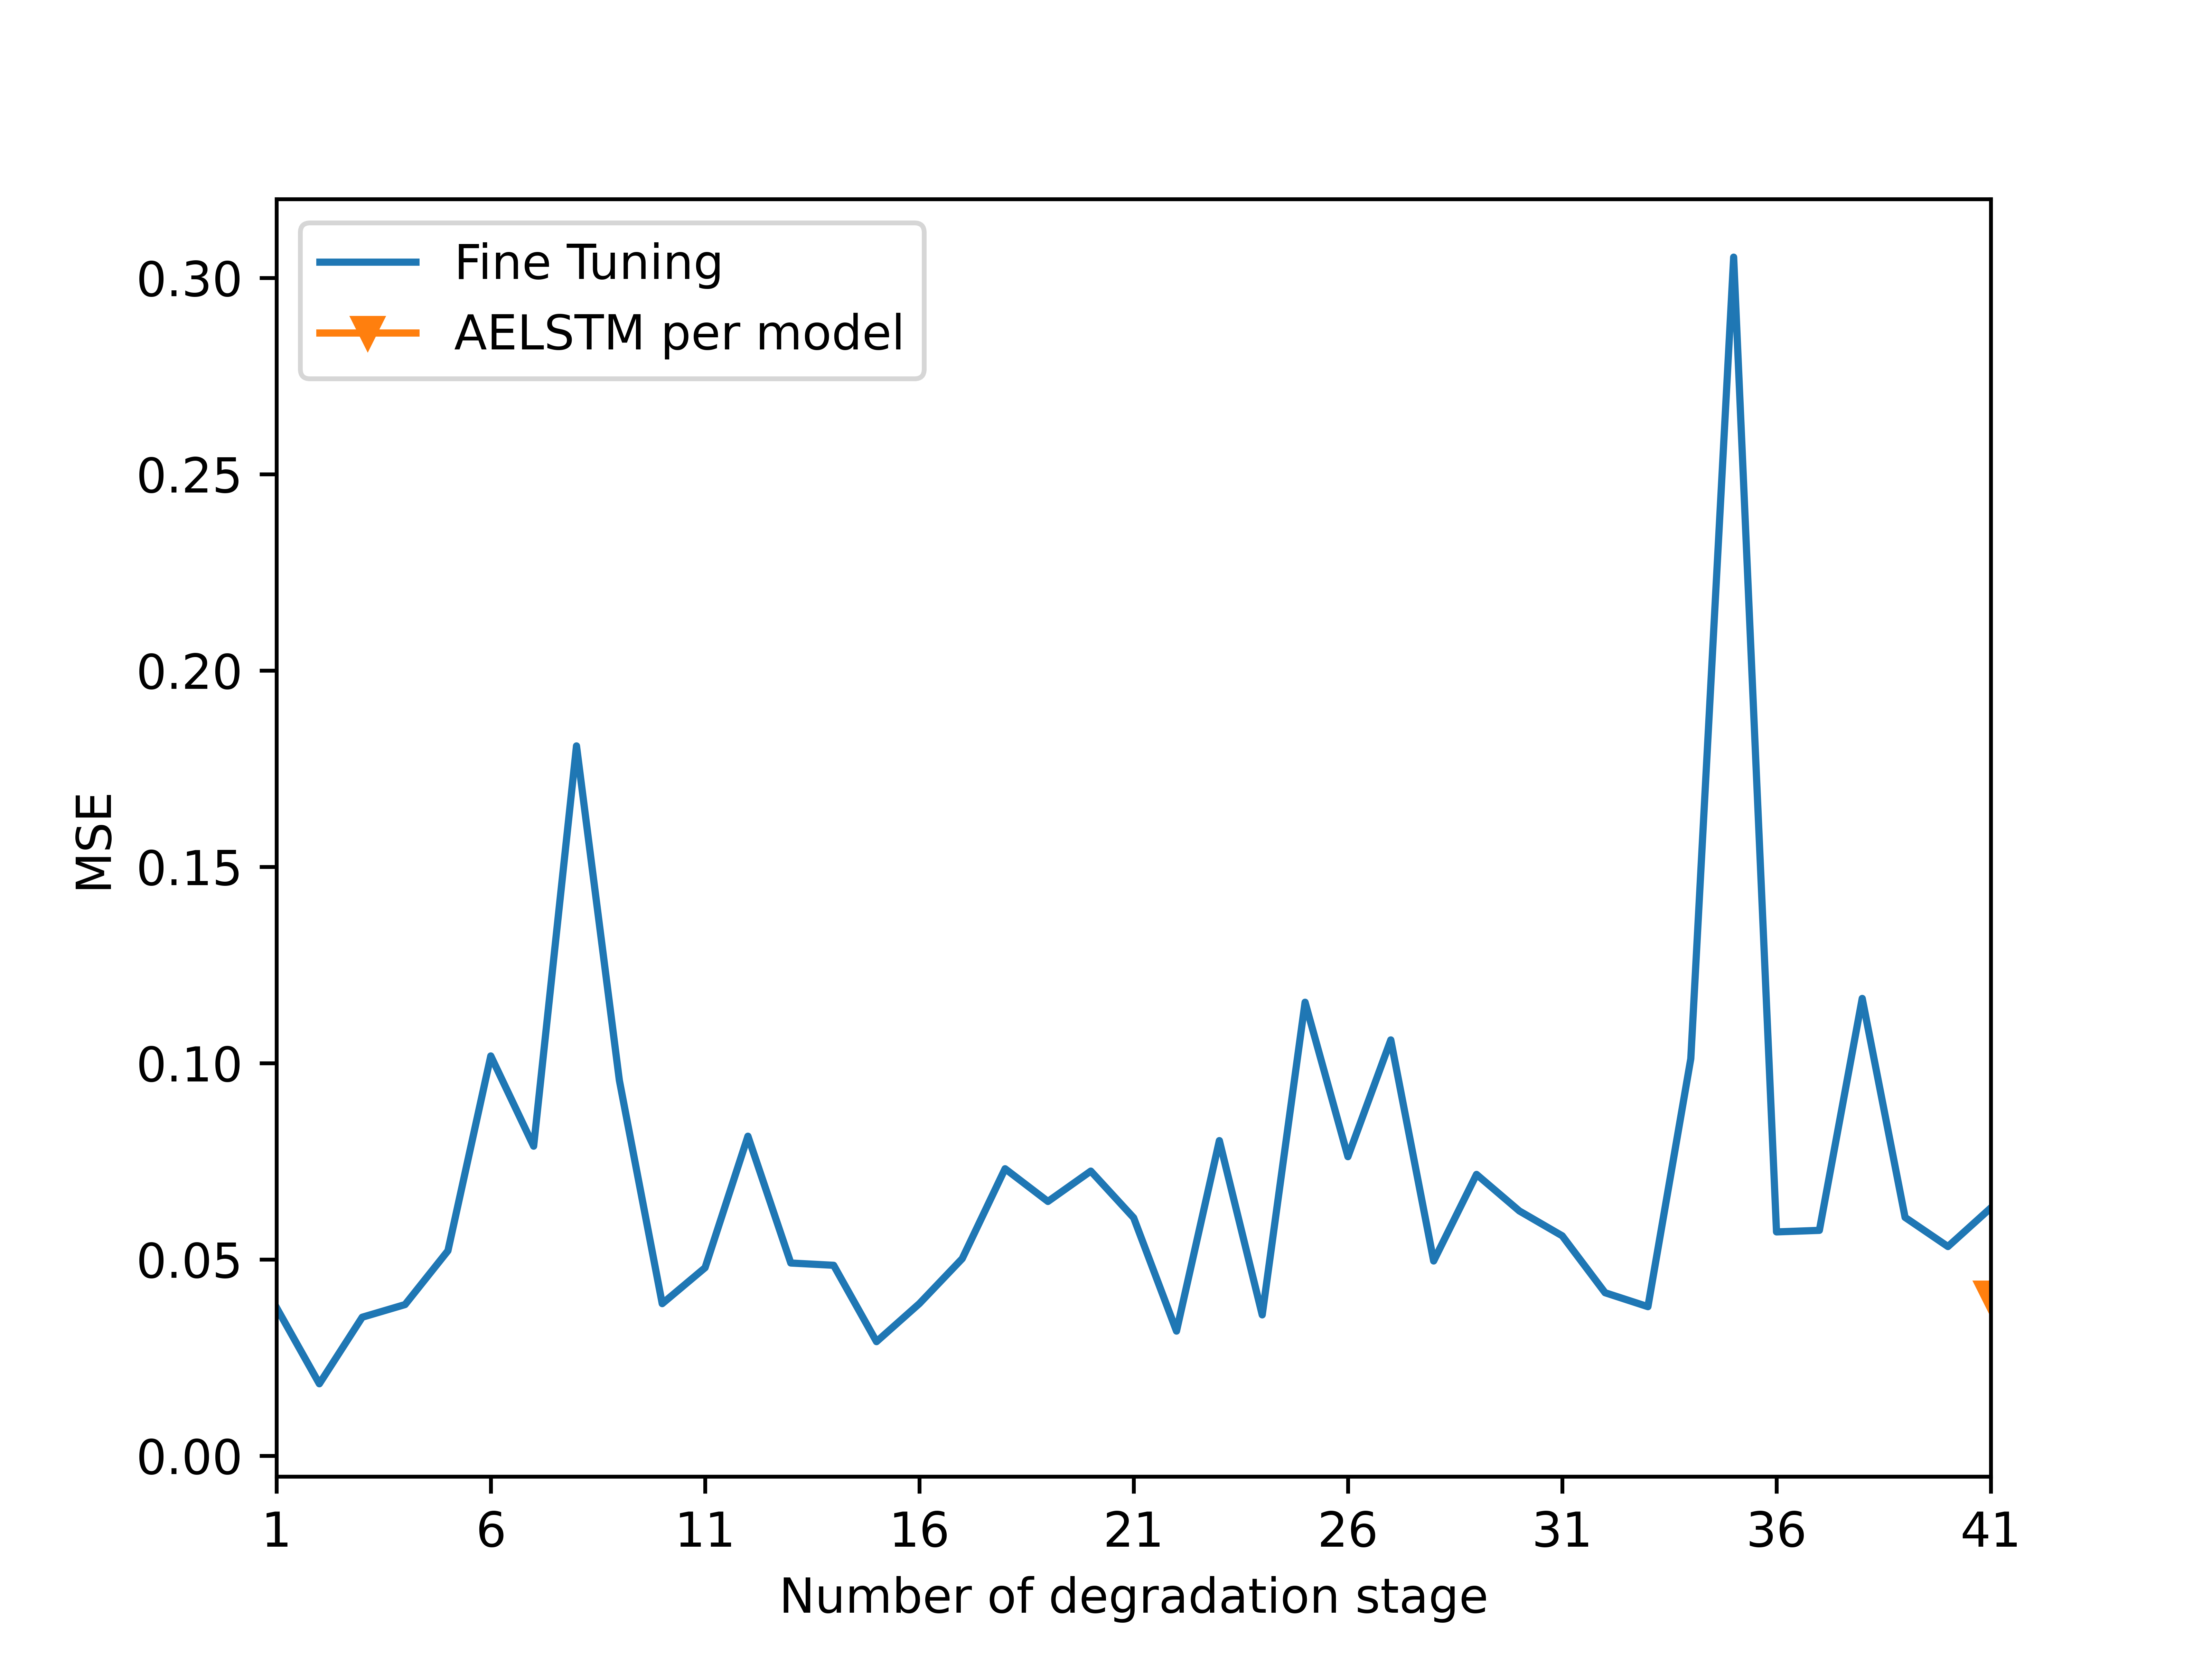 Fine Tuning
AELSTM per model
0.30
0.25
0.20
0.15
0.10
0.05
0.00
MSE
1 6 11 16 21 26 31 36 41
Number of degradation stage